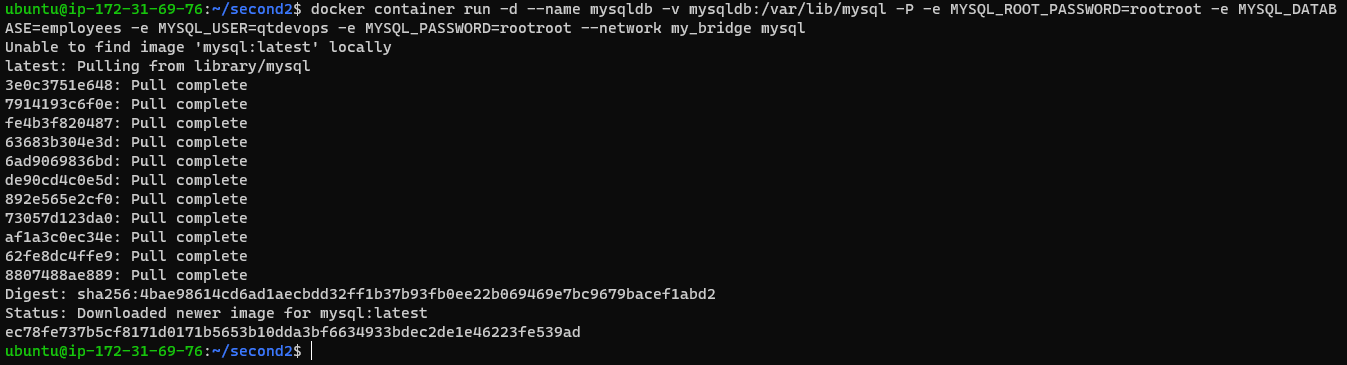 ubuntu@ip-172-31-69-76:~/second2$ docker container run -d --name mysqldb -v mysqldb:/var/lib/mysql -P -e MYSQL_ROOT_PASSWORD=rootroot -e MYSQL_DATAB
ASE=employees -e MYSQL_USER=qtdevops -e MYSQL_PASSWORD=rootroot --network my_bridge mysql
Unable to find image 'mysql:latest' locally
latest: Pulling from library/mysql
3e0c3751e648: Pull complete
7914193c6f0e: Pull complete
fe4b3f820487: Pull complete
63683b304e3d: Pull complete
6ad9069836bd: Pull complete
de90cd4c0e5d: Pull complete
892e565e2cf0: Pull complete
73057d123da0: Pull complete
af1a3c0ec34e: Pull complete
62fe8dc4ffe9: Pull complete
8807488ae889: Pull complete
Digest: sha256:4bae98614cd6ad1aecbdd32ff1b37b93fb0ee22b069469e7bc9679bacef1abd2
Status: Downloaded newer image for mysql:latest
ec78fe737b5cf8171d0171b5653b10dda3bf6634933bdec2de1e46223fe539ad
ubuntu@ip-172-31-69-76:~/second2$